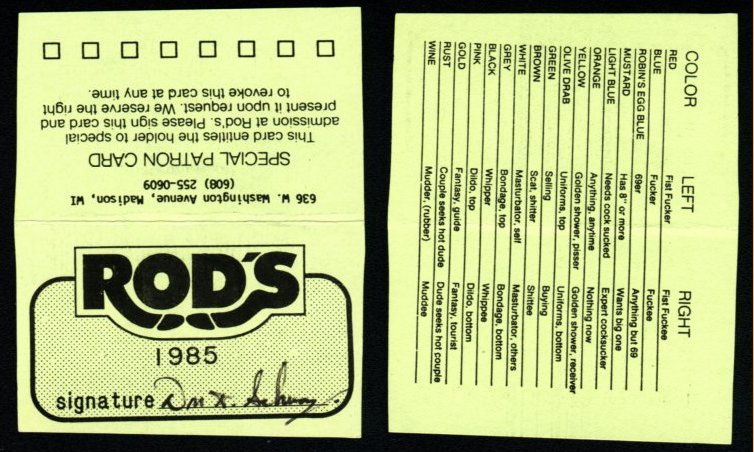 ROD'S
1985
signature
636 W. Washington Avenue, Madison, WI
(608) 255-0609
SPECIAL PATRON CARD
This card entitles the holder to special
admission at Rod's. Please sign this card and
present it upon request. We reserve the right
to revoke this card at any time.
COLOR LEFT RIGHT
RED Fist Fucker Fist Fuckee
BLUE Fucker Fuckee
ROBIN'S EGG BLUE 69er Anything but 69
MUSTARD Has 8" or more Wants big one
LIGHT BLUE Needs cock sucked Expert cocksucker
ORANGE Anything, anytime Nothing now
YELLOW Golden shower, pisser Golden shower, receiver
OLIVE DRAB Uniforms, top Uniforms, bottom
GREEN Selling Buying
BROWN Scat, shitter Shittee
WHITE Masturbator, self Masturbator, others
GREY Bondage, top Bondage, bottom
BLACK Whipper Whippee
PINK Dildo, top Dildo, bottom
GOLD Fantasy, guide Fantasy, tourist
RUST Couple seeks hot dude Dude seeks hot couple
WINE Mudder, (rubber) Muddee